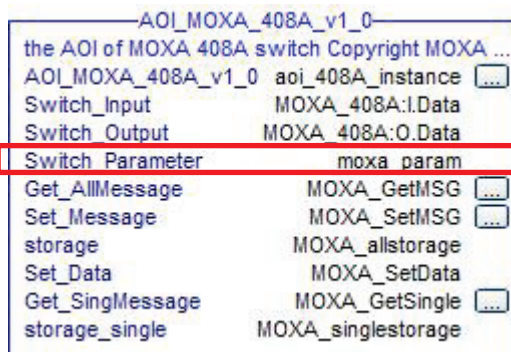 AOI_MOXA_408A_v1_0
the AOI of MOXA 408A switch Copyright MOXA ...
AOI_MOXA_408A_v1_0 aoi_408A_instance ...
Switch_Input MOXA_408A:I.Data
Switch_Output MOXA_408A:O.Data
Switch_Parameter moxa_param
Get_AllMessage MOXA_GetMSG ...
Set_Message MOXA_SetMSG ...
storage MOXA_allstorage
Set_Data MOXA_SetData
Get_SingMessage MOXA_GetSingle ...
storage_single MOXA_singlestorage